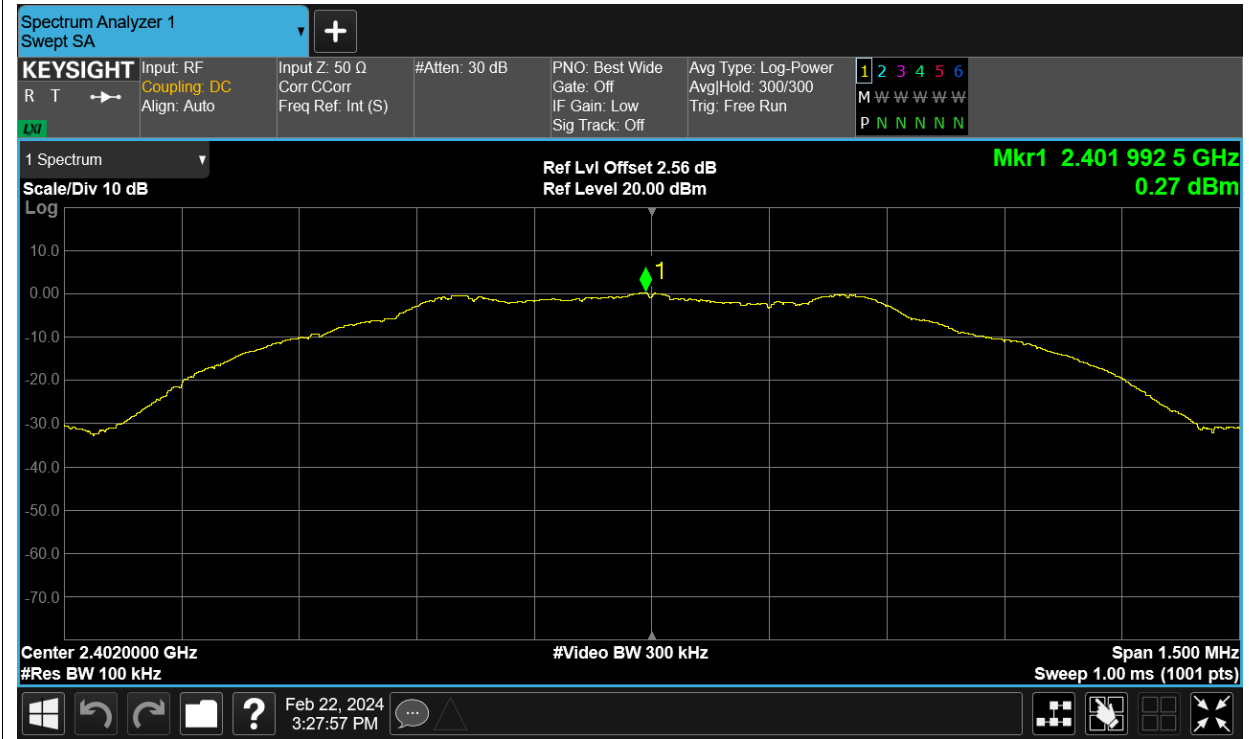 Spectrum Analyzer 1
Swept SA
KEYSIGHT
R T
LXI
Input: RF
Coupling: DC
Align: Auto
Input Z: 50 Ω
Corr CCorr
Freq Ref: Int (S)
#Atten: 30 dB
PNO: Best Wide
Gate: Off
IF Gain: Low
Sig Track: Off
Avg Type: Log-Power
Avg|Hold: 300/300
Trig: Free Run
1 2 3 4 5 6
M W W W W W
P N N N N N
1 Spectrum
Scale/Div 10 dB
Log
Ref Lvl Offset 2.56 dB
Ref Level 20.00 dBm
Mkr1 2.401 992 5 GHz
0.27 dBm
1
10.0
0.00
-10.0
-20.0
-30.0
-40.0
-50.0
-60.0
-70.0
Center 2.4020000 GHz
#Res BW 100 kHz
#Video BW 300 kHz
Span 1.500 MHz
Sweep 1.00 ms (1001 pts)
?
Feb 22, 2024
3:27:57 PM